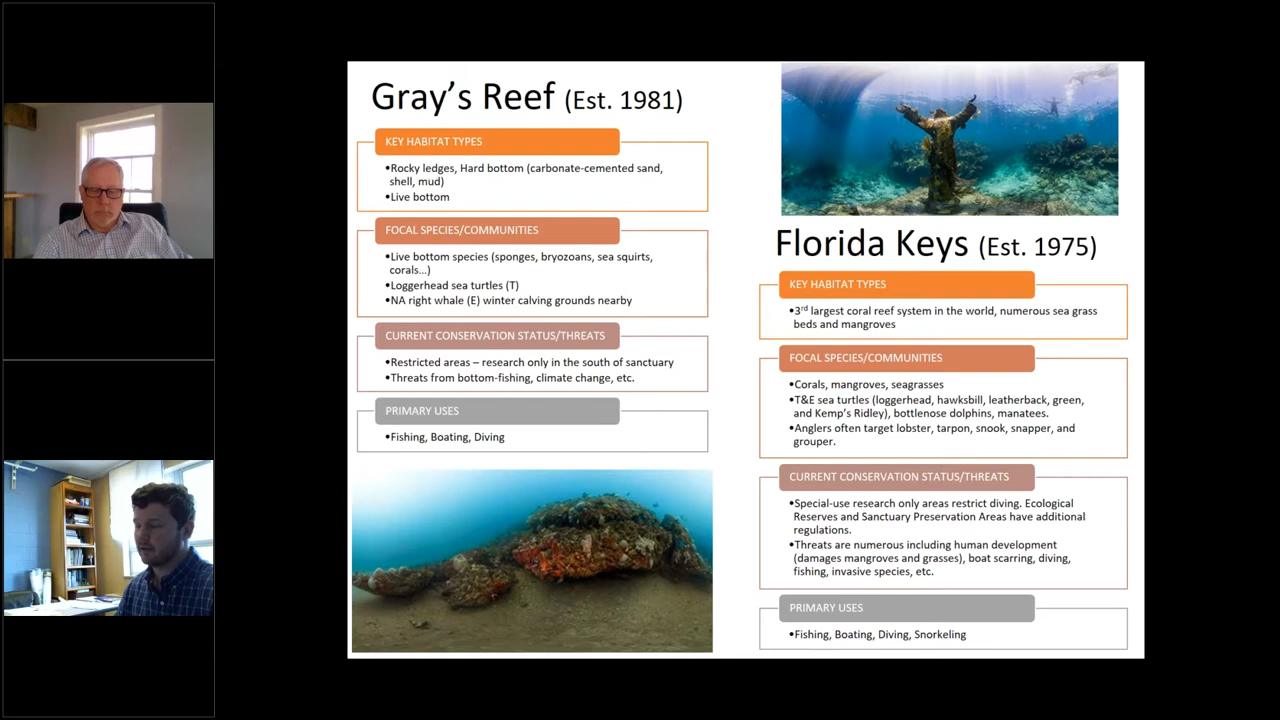 Gray's Reef (Est. 1981)
KEY HABITAT TYPES
•Rocky ledges, Hard bottom (carbonate-cemented sand,
shell, mud)
•Live bottom
FOCAL SPECIES/COMMUNITIES
•Live bottom species (sponges, bryozoans, sea squirts,
corals...)
•Loggerhead sea turtles (T)
•NA right whale (E) winter calving grounds nearby
CURRENT CONSERVATION STATUS/THREATS
•Restricted areas – research only in the south of sanctuary
•Threats from bottom-fishing, climate change, etc.
PRIMARY USES
•Fishing, Boating, Diving
Florida Keys (Est. 1975)
KEY HABITAT TYPES
•3rd largest coral reef system in the world, numerous sea grass
beds and mangroves
FOCAL SPECIES/COMMUNITIES
•Corals, mangroves, seagrasses
•T&E sea turtles (loggerhead, hawksbill, leatherback, green,
and Kemp's Ridley), bottlenose dolphins, manatees.
•Anglers often target lobster, tarpon, snook, snapper, and
grouper.
CURRENT CONSERVATION STATUS/THREATS
•Special-use research only areas restrict diving. Ecological
Reserves and Sanctuary Preservation Areas have additional
regulations.
•Threats are numerous including human development
(damages mangroves and grasses), boat scarring, diving,
fishing, invasive species, etc.
PRIMARY USES
•Fishing, Boating, Diving, Snorkeling